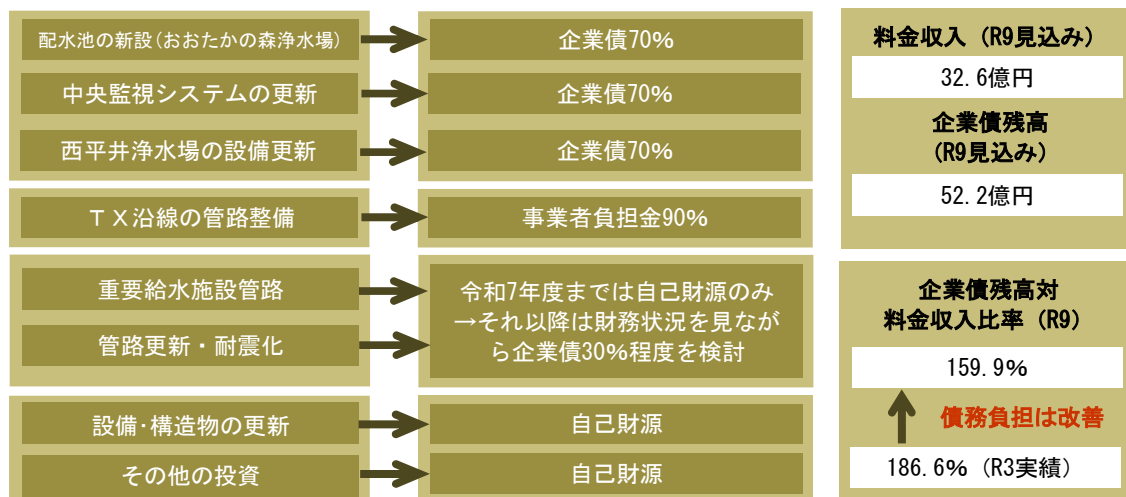 配水池の新設(おおたかの森浄水場)
企業債70%
中央監視システムの更新
企業債70%
西平井浄水場の設備更新
企業債70%
ＴＸ沿線の管路整備
事業者負担金90%
重要給水施設管路
管路更新・耐震化
令和7年度までは自己財源のみ
→それ以降は財務状況を見なが
ら企業債30%程度を検討
設備・構造物の更新
自己財源
その他の投資
自己財源
料金収入（R9見込み）
32.6億円
企業債残高
（R9見込み）
52.2億円
企業債残高対
料金収入比率（R9）
159.9%
債務負担は改善
186.6%（R3実績）